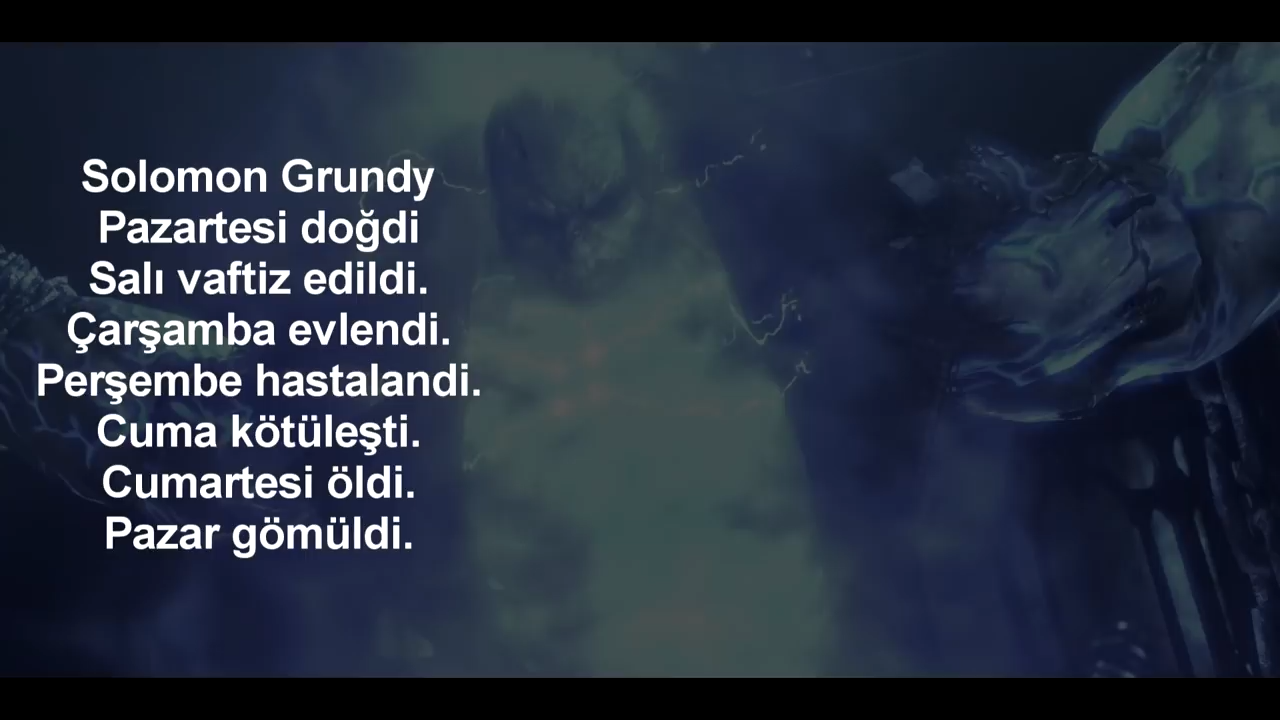 Solomon Grundy
Pazartesi doğdi
Salı vaftiz edildi.
Çarşamba evlendi.
Perşembe hastalandi.
Cuma kötüleşti.
Cumartesi öldi.
Pazar gömüldi.